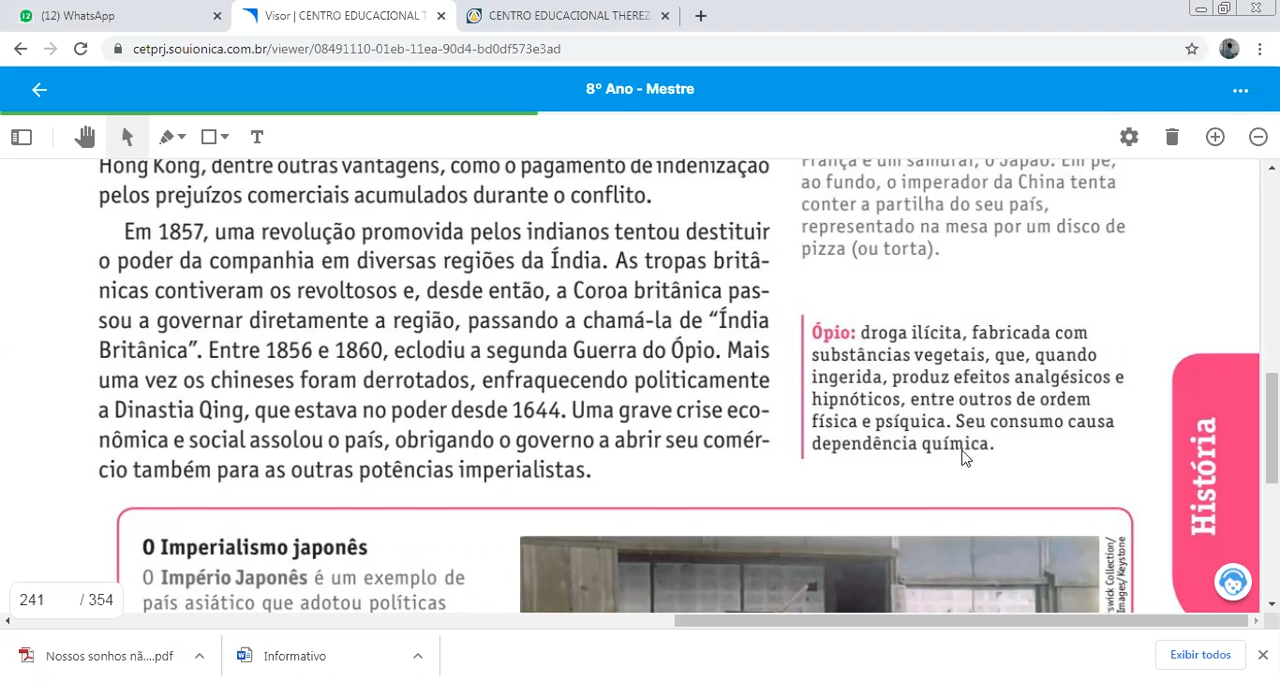 (12) WhatsApp
Visor | CENTRO EDUCACIONAL T
CENTRO EDUCACIONAL THEREZ
cetprj.souionica.com.br/viewer/08491110-01eb-11ea-90d4-bd0df573e3ad
8º Ano - Mestre
T
Hong Kong, dentre outras vantagens, como o pagamento de indenização
pelos prejuízos comerciais acumulados durante o conflito.
Em 1857, uma revolução promovida pelos indianos tentou destituir
o poder da companhia em diversas regiões da Índia. As tropas britâ-
nicas contiveram os revoltosos e, desde então, a Coroa britânica pas-
sou a governar diretamente a região, passando a chamá-la de “Índia
Britânica”. Entre 1856 e 1860, eclodiu a segunda Guerra do Ópio. Mais
uma vez os chineses foram derrotados, enfraquecendo politicamente
a Dinastia Qing, que estava no poder desde 1644. Uma grave crise eco-
nômica e social assolou o país, obrigando o governo a abrir seu comér-
cio também para as outras potências imperialistas.
França e um samurai, o Japão. Em pé,
ao fundo, o imperador da China tenta
conter a partilha do seu país,
representado na mesa por um disco de
pizza (ou torta).
Ópio: droga ilícita, fabricada com
substâncias vegetais, que, quando
ingerida, produz efeitos analgésicos e
hipnóticos, entre outros de ordem
física e psíquica. Seu consumo causa
dependência química.
História
O Imperialismo japonês
O Império Japonês é um exemplo de
país asiático que adotou políticas
rswick Collection/
Images/Keystone
241 / 354
Nossos sonhos nã....pdf
Informativo
Exibir todos